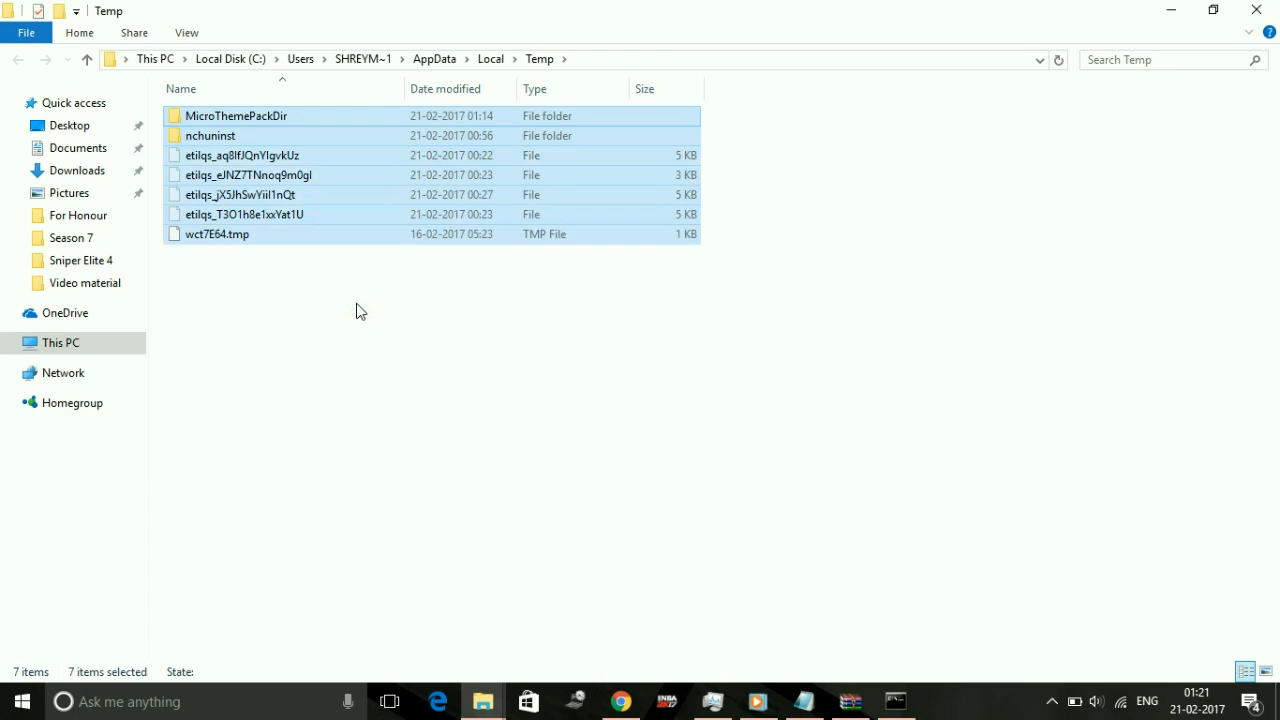 Temp
File Home Share View
This PC Local Disk (C:) Users SHREYM~1 AppData Local Temp Search Temp
Name Date modified Type Size
Quick access
Desktop
Documents
Downloads
Pictures
For Honour
Season 7
Sniper Elite 4
Video material
OneDrive
This PC
Network
Homegroup
MicroThemePackDir 21-02-2017 01:14 File folder
nchuninst 21-02-2017 00:56 File folder
etilqs_aq8IfJQnYIgvkUz 21-02-2017 00:22 File 5 KB
etilqs_eJNZ7TNnoq9m0gl 21-02-2017 00:23 File 3 KB
etilqs_jX5JhSwYiiI1nQt 21-02-2017 00:27 File 5 KB
etilqs_T3O1h8e1xxYat1U 21-02-2017 00:23 File 5 KB
wct7E64.tmp 16-02-2017 05:23 TMP File 1 KB
7 items 7 items selected State:
Ask me anything
ENG
01:21
21-02-2017
4